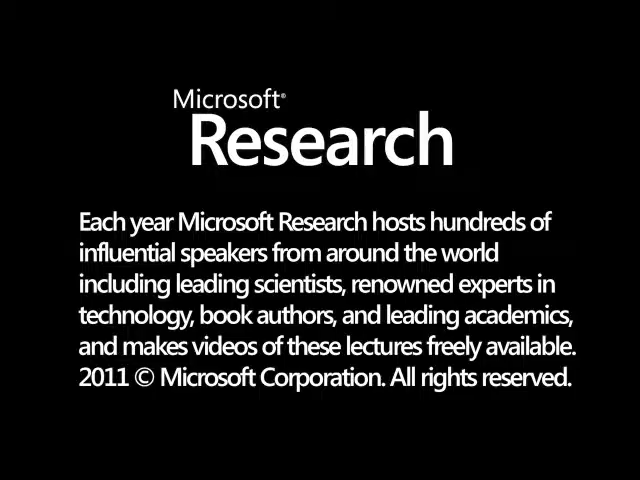 Microsoft®
Research
Each year Microsoft Research hosts hundreds of
influential speakers from around the world
including leading scientists, renowned experts in
technology, book authors, and leading academics,
and makes videos of these lectures freely available.
2011 © Microsoft Corporation. All rights reserved.